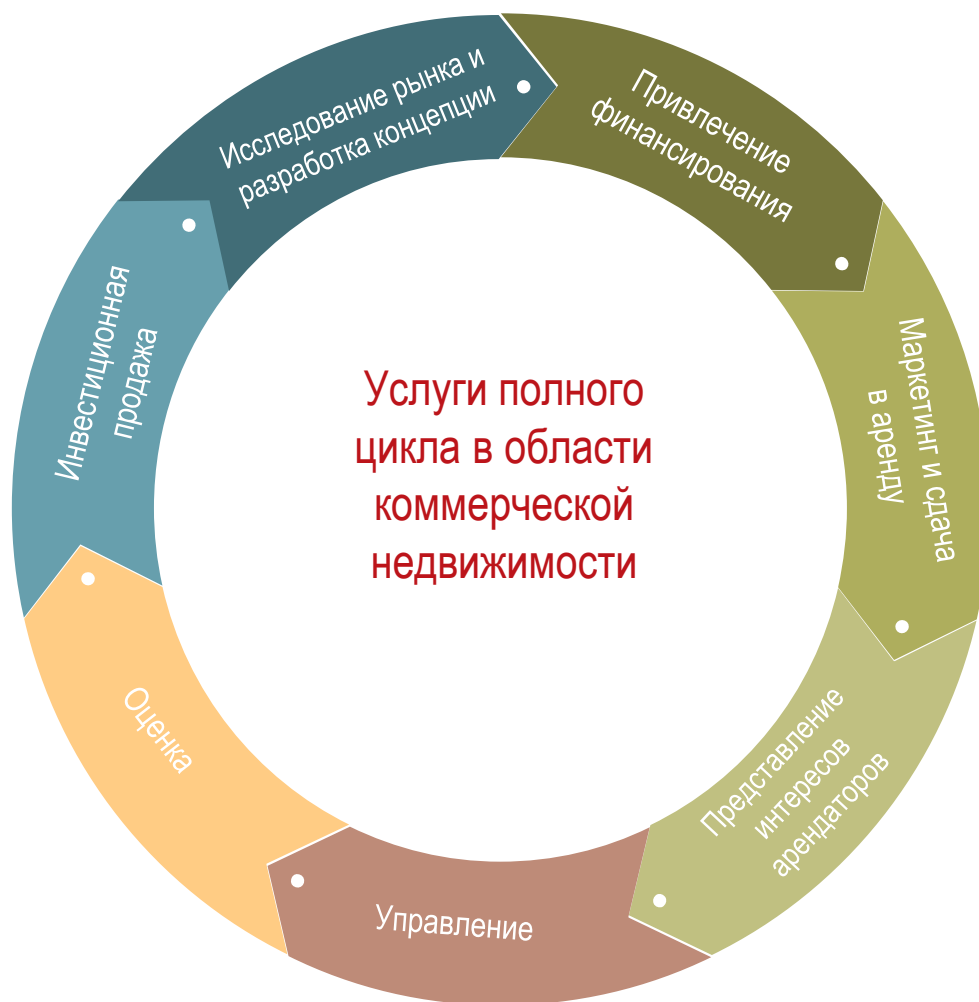 Исследование рынка и
разработка концепции
Привлечение
финансирования
Маркетинг и сдача
в аренду
Представление
интересов
арендаторов
Управление
Оценка
Инвестиционная
продажа
Услуги полного
цикла в области
коммерческой
недвижимости